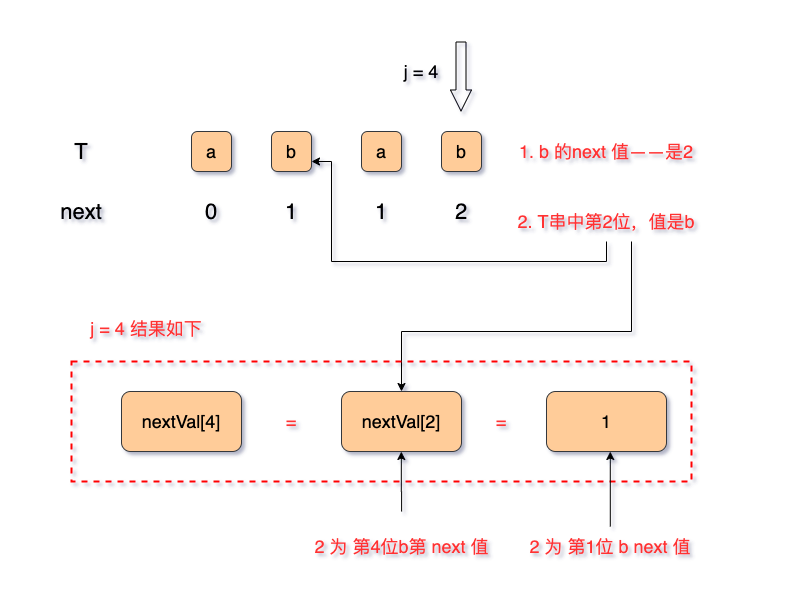 j = 4
T a b a b 1. b 的next 值——是2
next 0 1 1 2 2. T串中第2位，值是b
j = 4 结果如下
nextVal[4] = nextVal[2] = 1
2 为 第4位b第 next 值 2 为 第1位 b next 值